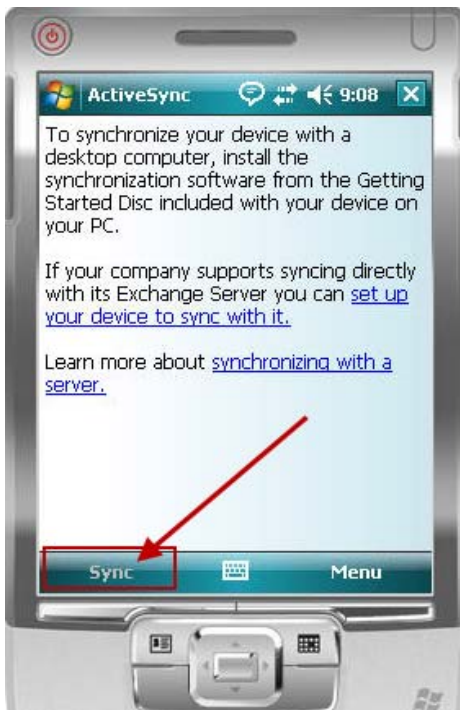 ActiveSync 9:08
To synchronize your device with a
desktop computer, install the
synchronization software from the Getting
Started Disc included with your device on
your PC.
If your company supports syncing directly
with its Exchange Server you can set up
your device to sync with it.
Learn more about synchronizing with a
server.
Sync Menu